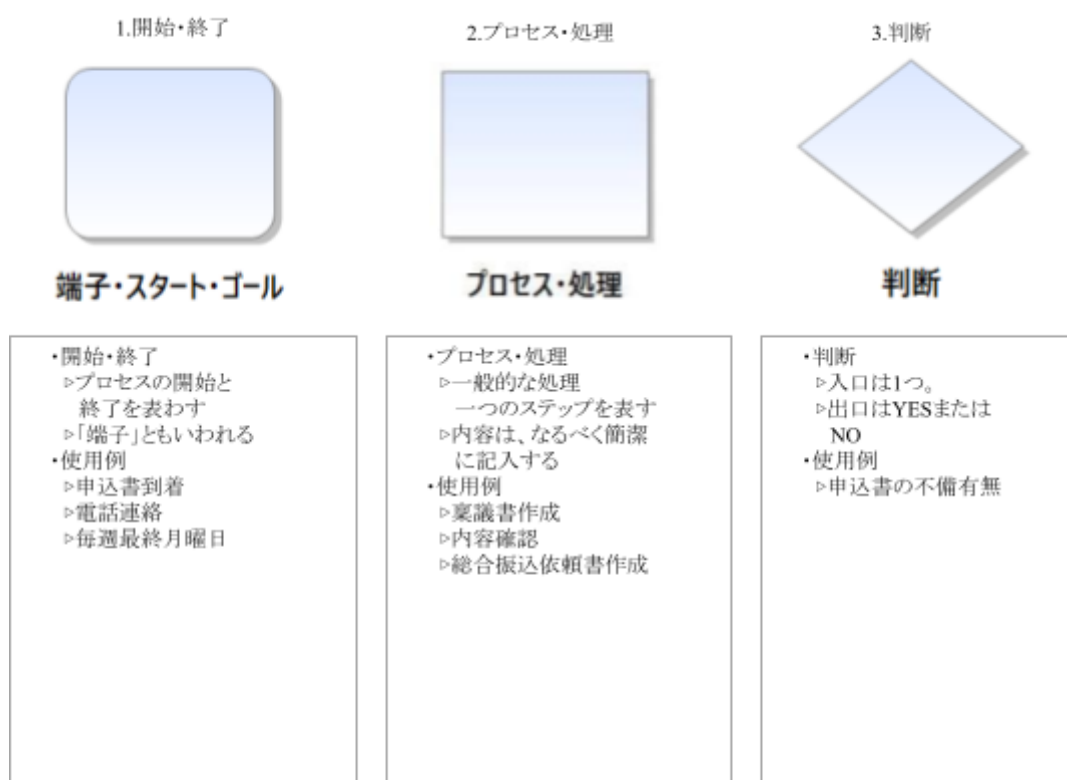 1.開始・終了
2.プロセス・処理
3.判断
端子・スタート・ゴール
プロセス・処理
判断
・開始・終了
▹プロセスの開始と
終了を表わす
▹「端子」ともいわれる
・使用例
▹申込書到着
▹電話連絡
▹毎週最終月曜日
・プロセス・処理
▹一般的な処理
一つのステップを表す
▹内容は、なるべく簡潔
に記入する
・使用例
▹稟議書作成
▹内容確認
▹総合振込依頼書作成
・判断
▹入口は1つ。
▹出口はYESまたは
NO
・使用例
▹申込書の不備有無